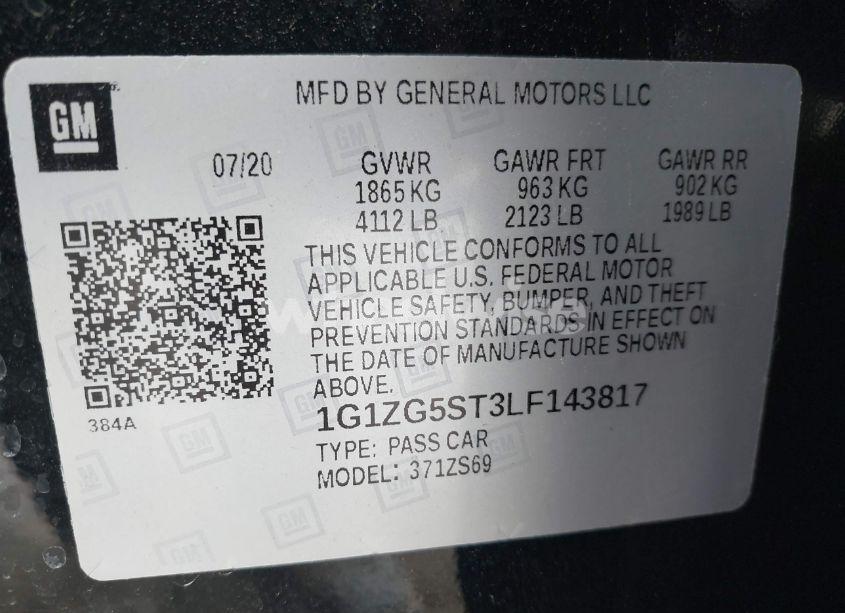 GM
MFD BY GENERAL MOTORS LLC
07/20 GVWR GAWR FRT GAWR RR
1865 KG 963 KG 902 KG
4112 LB 2123 LB 1989 LB
THIS VEHICLE CONFORMS TO ALL
APPLICABLE U.S. FEDERAL MOTOR
VEHICLE SAFETY, BUMPER, AND THEFT
PREVENTION STANDARDS IN EFFECT ON
THE DATE OF MANUFACTURE SHOWN
ABOVE.
384A
1G1ZG5ST3LF143817
TYPE: PASS CAR
MODEL: 371ZS69